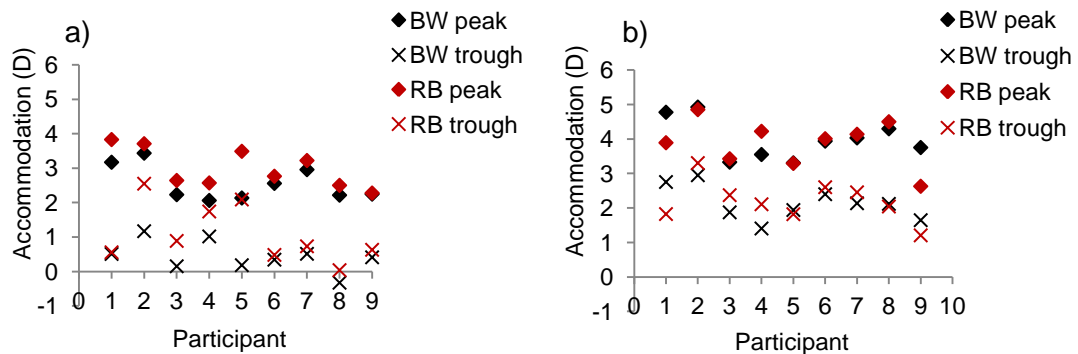 a)
BW peak
BW trough
RB peak
RB trough
Accommodation (D)
6
5
4
3
2
1
0
-1
0 1 2 3 4 5 6 7 8 9
Participant
b)
BW peak
BW trough
RB peak
RB trough
Accommodation (D)
6
5
4
3
2
1
0
-1
0 1 2 3 4 5 6 7 8 9 10
Participant